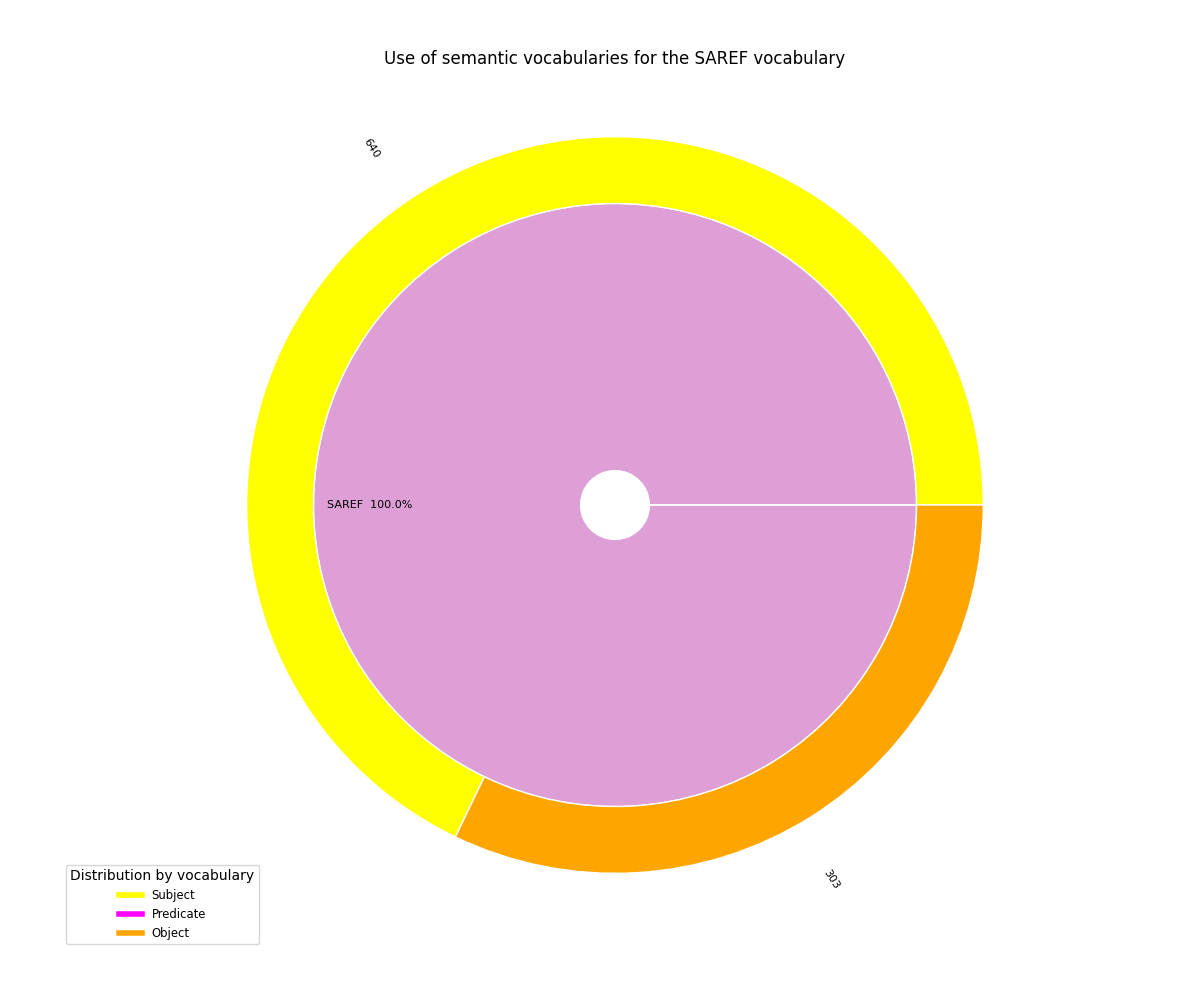 Use of semantic vocabularies for the SAREF vocabulary
640
SAREF  100.0%
303
Distribution by vocabulary
Subject
Predicate
Object